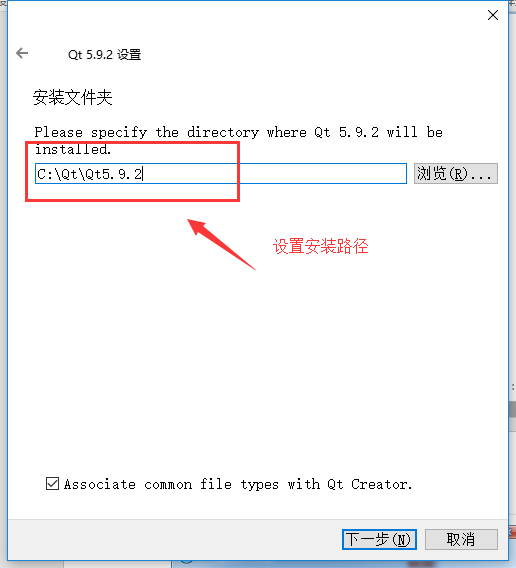 Qt 5.9.2 设置
安装文件夹
Please specify the directory where Qt 5.9.2 will be
installed.
C:\Qt\Qt5.9.2
浏览(R)...
设置安装路径
Associate common file types with Qt Creator.
下一步(N)
取消